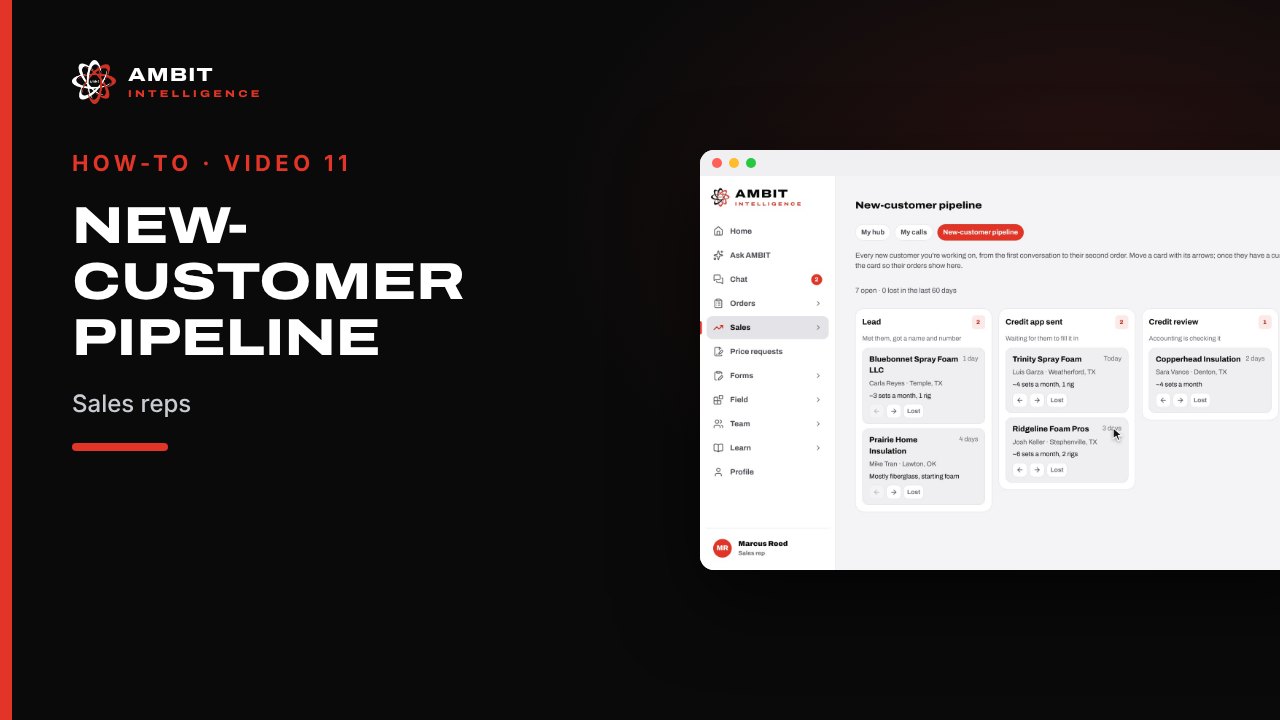 AMBIT
INTELLIGENCE
HOW-TO · VIDEO 11
NEW-
CUSTOMER
PIPELINE
Sales reps
AMBIT
INTELLIGENCE
Home
Ask AMBIT
Chat 2
Orders
Sales
Price requests
Forms
Field
Team
Learn
Profile
MR Marcus Reed
Sales rep
New-customer pipeline
My hub My calls New-customer pipeline
Every new customer you're working on, from the first conversation to their second order. Move a card with its arrows; once they have a
the card so their orders show here.
7 open · 0 lost in the last 60 days
Lead 2
Met them, got a name and number
Bluebonnet Spray Foam LLC 1 day
Carla Reyes · Temple, TX
~3 sets a month, 1 rig
← → Lost
Prairie Home Insulation 4 days
Mike Tran · Lawton, OK
Mostly fiberglass, starting foam
← → Lost
Credit app sent 2
Waiting for them to fill it in
Trinity Spray Foam Today
Luis Garza · Weatherford, TX
~4 sets a month, 1 rig
← → Lost
Ridgeline Foam Pros 3 days
Josh Keller · Stephenville, TX
~6 sets a month, 2 rigs
← → Lost
Credit review 1
Accounting is checking it
Copperhead Insulation 2 days
Sara Vance · Denton, TX
~4 sets a month
← → Lost